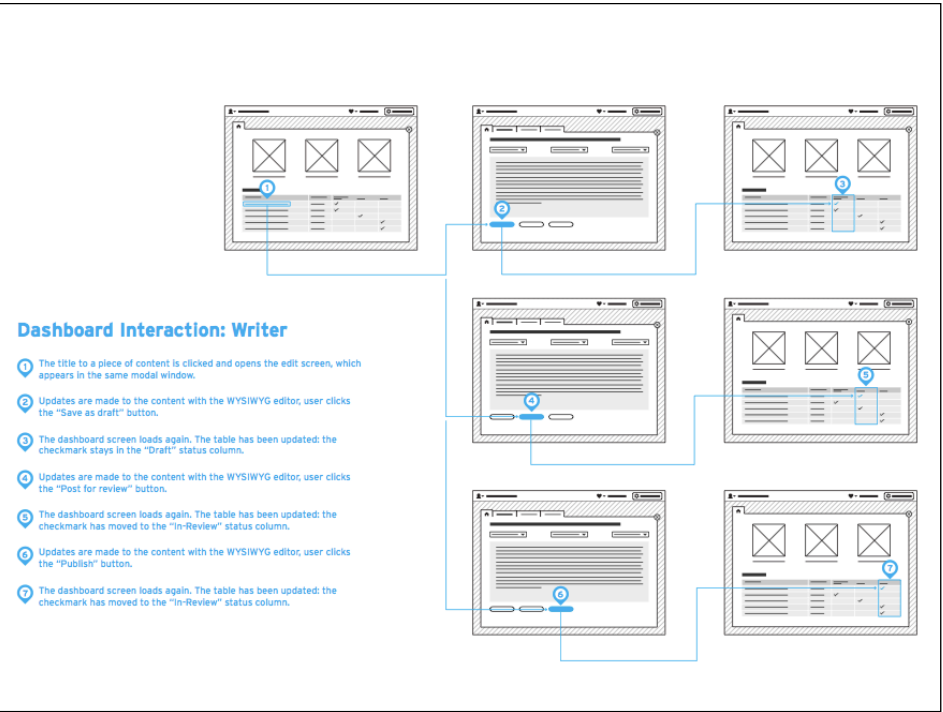 1
2
3
Dashboard Interaction: Writer
1 The title to a piece of content is clicked and opens the edit screen, which
appears in the same modal window.
2 Updates are made to the content with the WYSIWYG editor, user clicks
the “Save as draft” button.
3 The dashboard screen loads again. The table has been updated: the
checkmark stays in the “Draft” status column.
4 Updates are made to the content with the WYSIWYG editor, user clicks
the “Post for review” button.
5 The dashboard screen loads again. The table has been updated: the
checkmark has moved to the “In-Review” status column.
6 Updates are made to the content with the WYSIWYG editor, user clicks
the “Publish” button.
7 The dashboard screen loads again. The table has been updated: the
checkmark has moved to the “In-Review” status column.
4
5
6
7